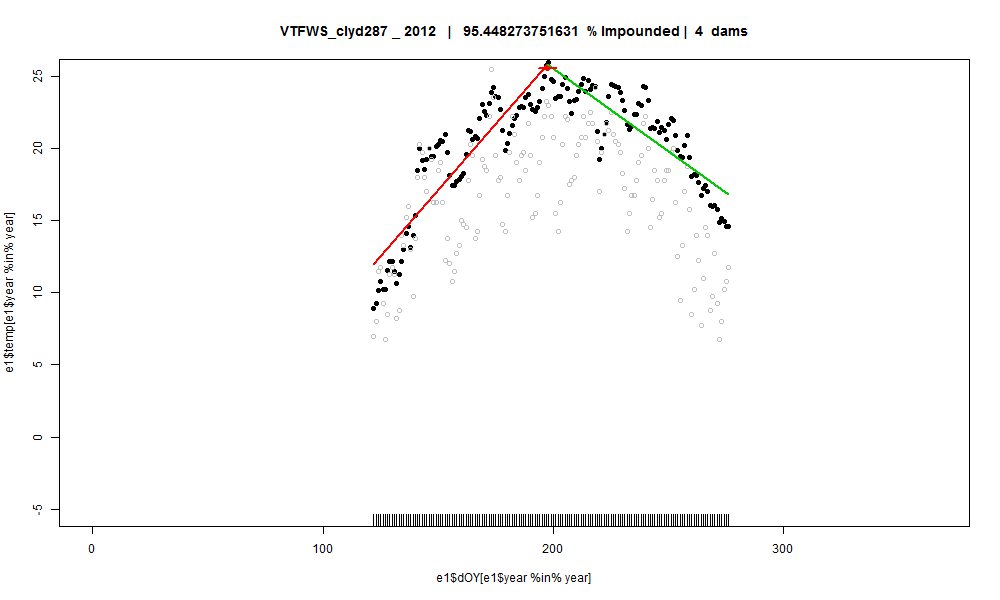 VTFWS_clyd287 _ 2012 | 95.448273751631 % Impounded | 4 dams
e1$temp[e1$year %in% year]
25
20
15
10
5
0
-5
0 100 200 300
e1$dOY[e1$year %in% year]